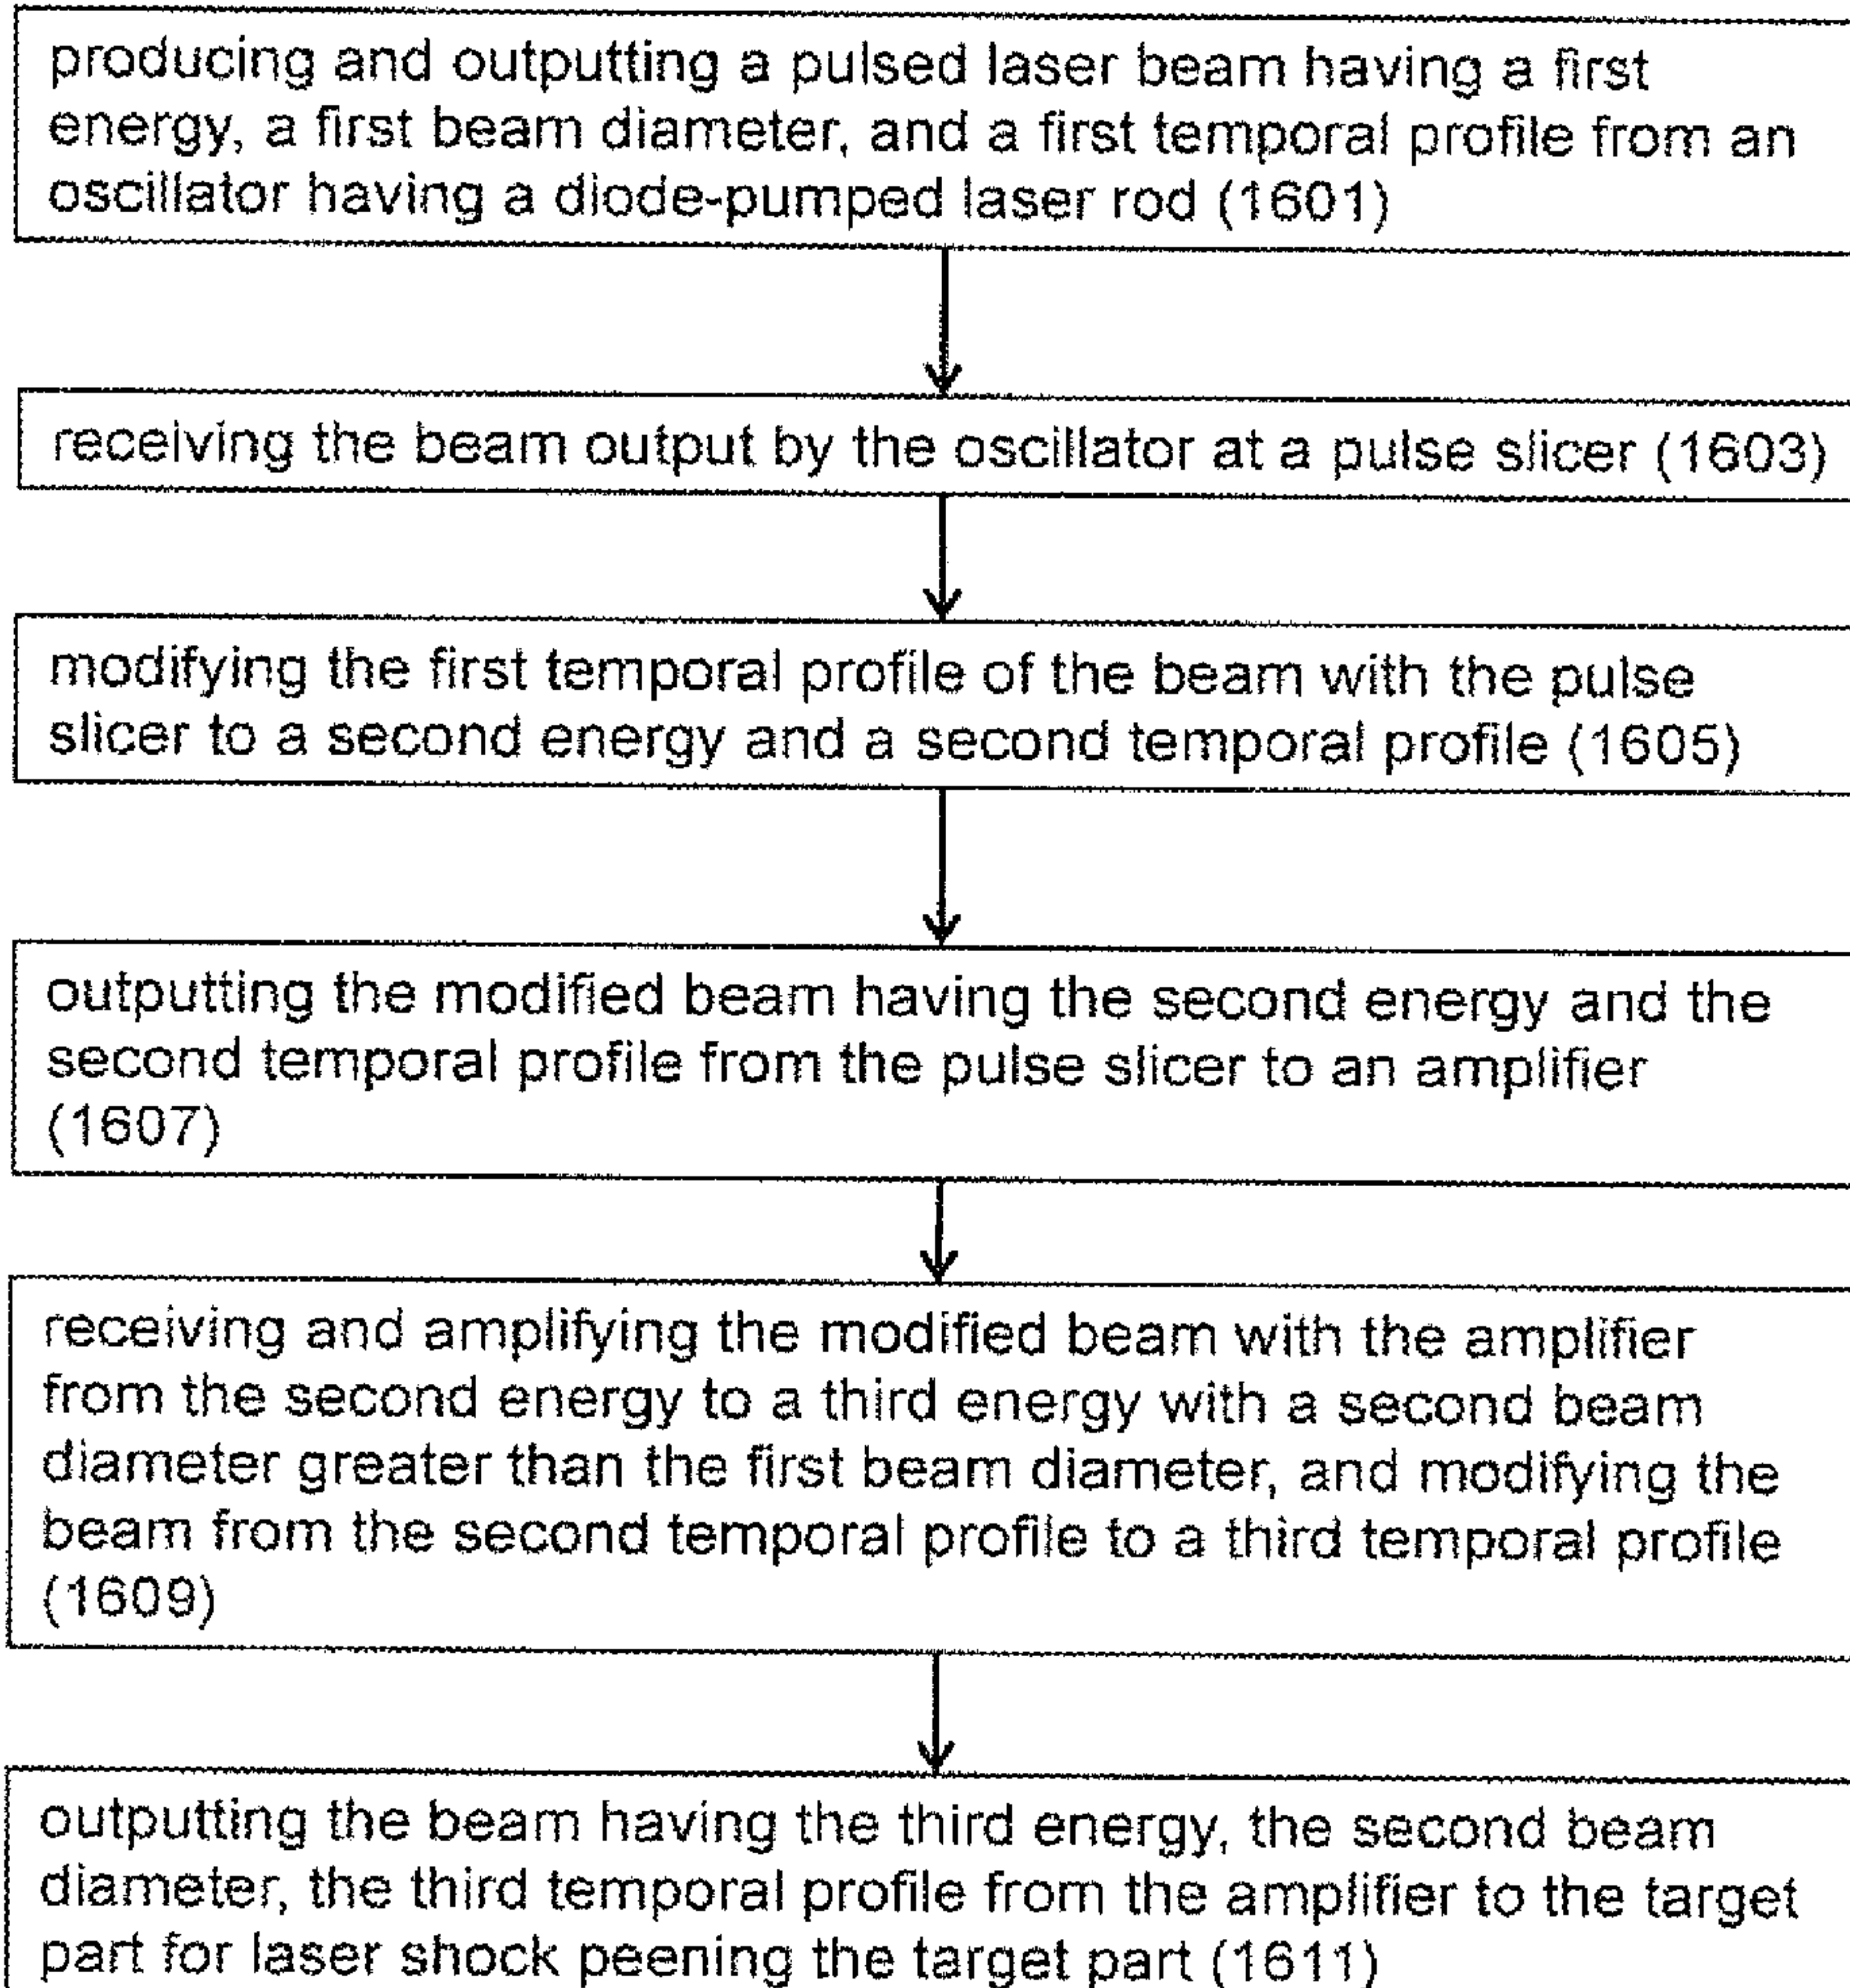 producing and outputting a pulsed laser beam having a first
energy, a first beam diameter, and a first temporal profile from an
oscillator having a diode-pumped laser rod (1601)
receiving the beam output by the oscillator at a pulse slicer (1603)
modifying the first temporal profile of the beam with the pulse
slicer to a second energy and a second temporal profile (1605)
outputting the modified beam having the second energy and the
second temporal profile from the pulse slicer to an amplifier
(1607)
receiving and amplifying the modified beam with the amplifier
from the second energy to a third energy with a second beam
diameter greater than the first beam diameter, and modifying the
beam from the second temporal profile to a third temporal profile
(1609)
outputting the beam having the third energy, the second beam
diameter, the third temporal profile from the amplifier to the target
part for laser shock peening the target part (1611)